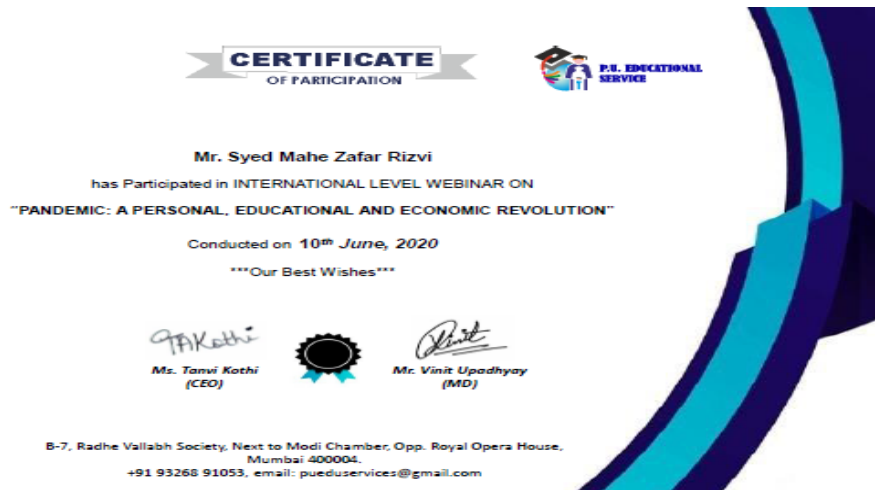 CERTIFICATE
OF PARTICIPATION
P.U. EDUCATIONAL
SERVICE
Mr. Syed Mahe Zafar Rizvi
has Participated in INTERNATIONAL LEVEL WEBINAR ON
"PANDEMIC: A PERSONAL, EDUCATIONAL AND ECONOMIC REVOLUTION"
Conducted on 10th June, 2020
***Our Best Wishes***
TAKothi
Vinit
Ms. Tanvi Kothi
(CEO)
Mr. Vinit Upadhyay
(MD)
B-7, Radhe Vallabh Society, Next to Modi Chamber, Opp. Royal Opera House,
Mumbai 400004.
+91 93268 91053, email: pueduservices@gmail.com